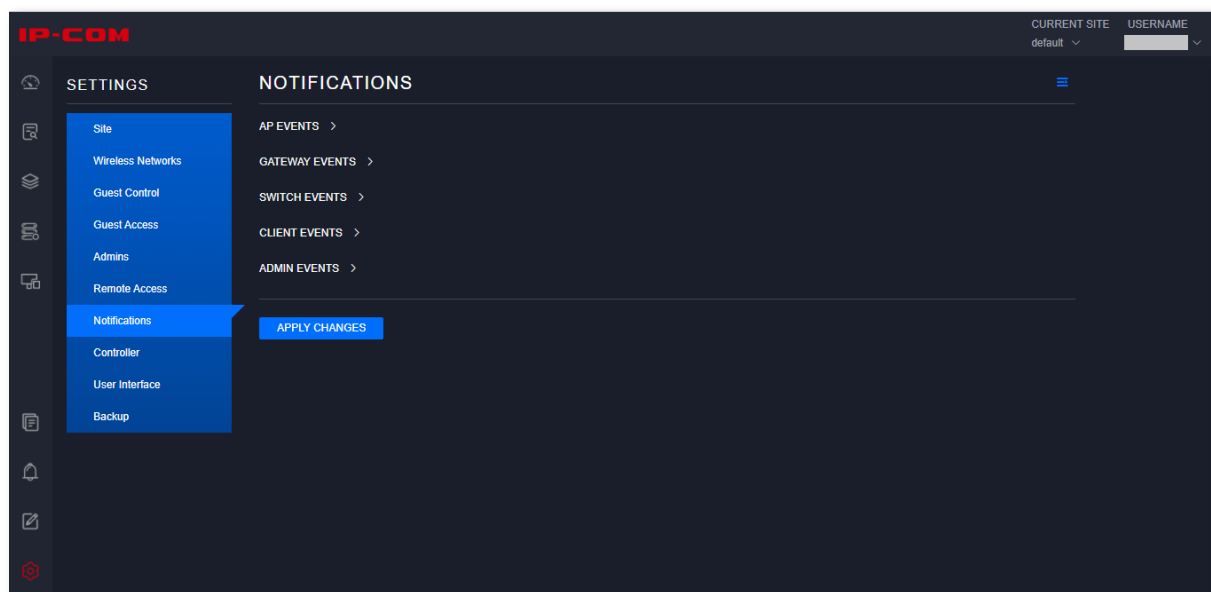 IP-COM
CURRENT SITE USERNAME
default
SETTINGS
Site
Wireless Networks
Guest Control
Guest Access
Admins
Remote Access
Notifications
Controller
User Interface
Backup
NOTIFICATIONS
AP EVENTS >
GATEWAY EVENTS >
SWITCH EVENTS >
CLIENT EVENTS >
ADMIN EVENTS >
APPLY CHANGES